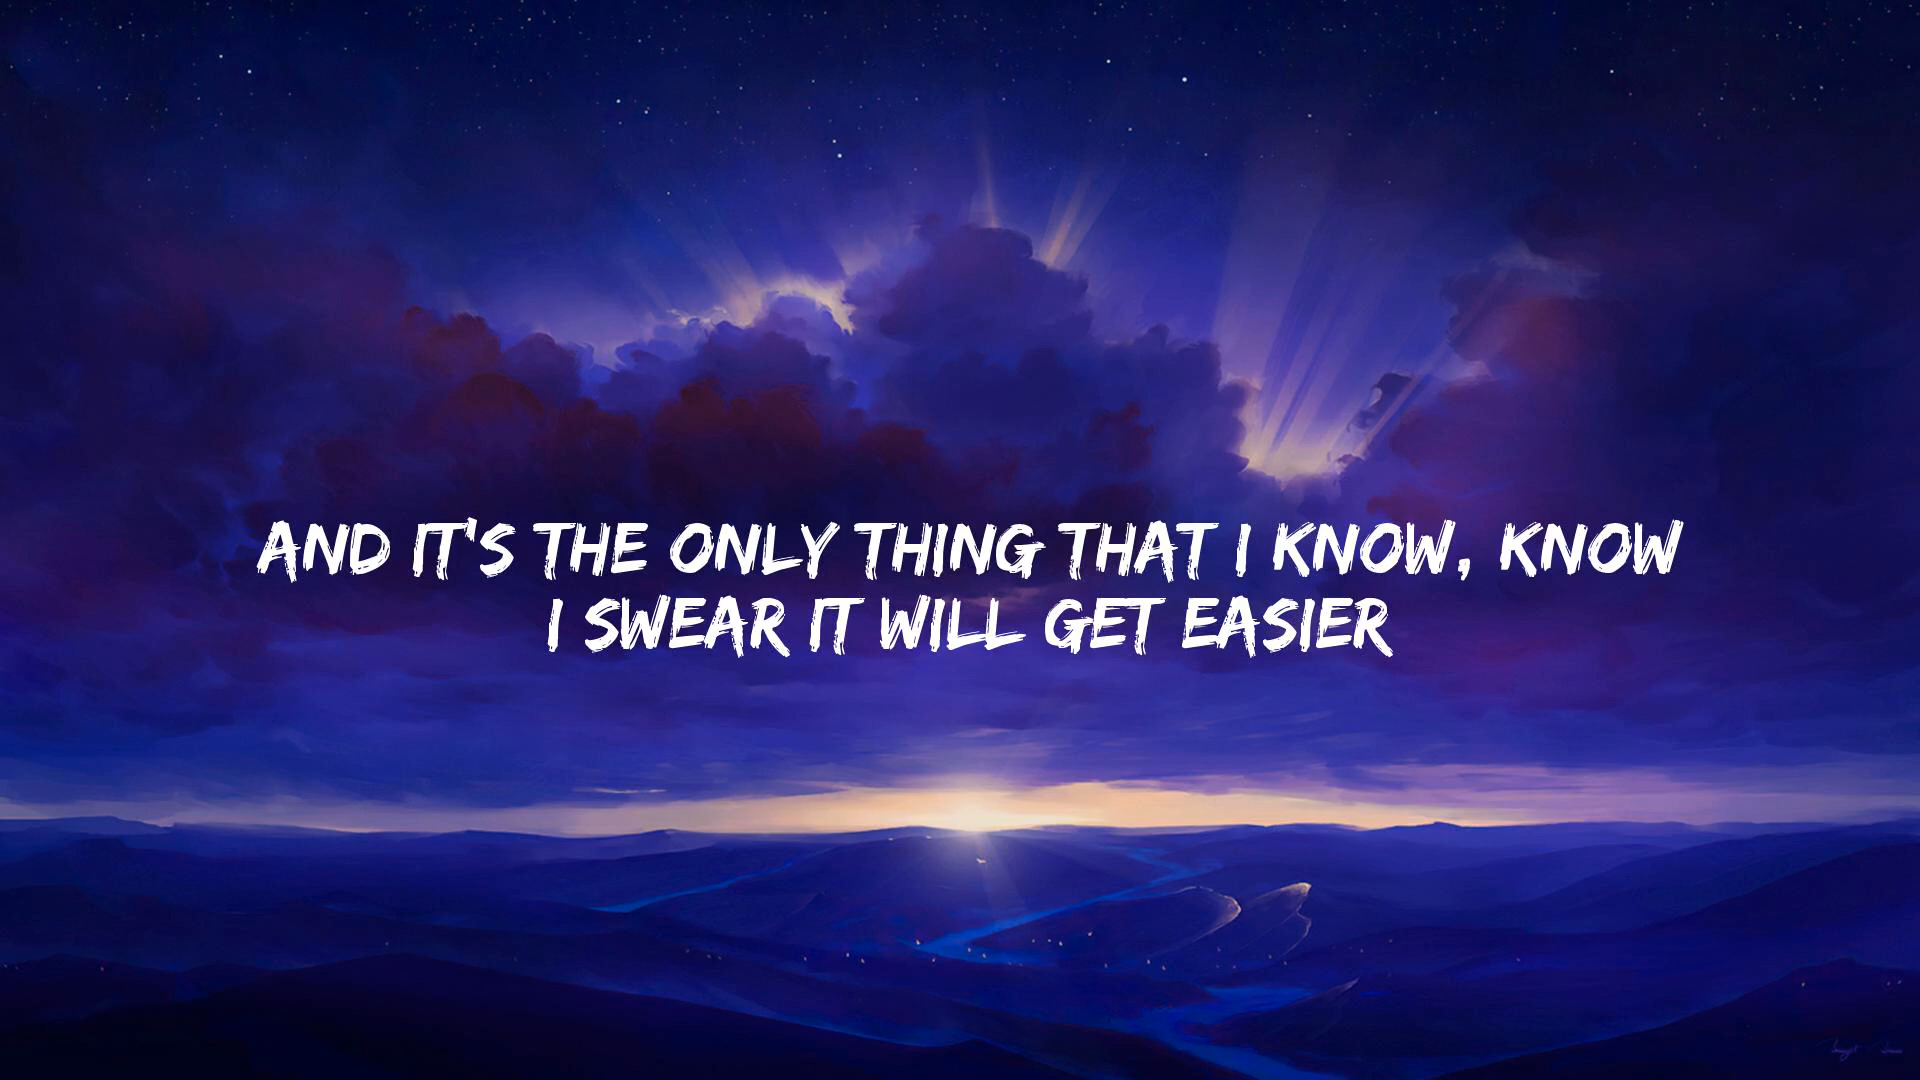 AND IT'S THE ONLY THING THAT I KNOW, KNOW
I SWEAR IT WILL GET EASIER